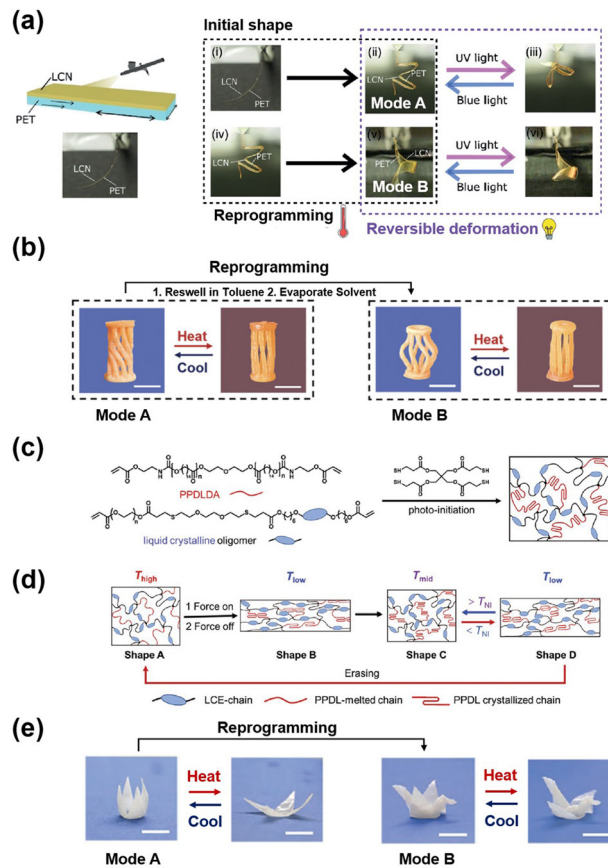 (a)
Initial shape
LCN
PET
LCN
PET
(i)
LCN
PET
(ii)
LCN
PET
Mode A
UV light
Blue light
(iii)
(iv)
LCN
PET
(v)
PET
LCN
Mode B
UV light
Blue light
(vi)
Reprogramming
Reversible deformation
(b)
Reprogramming
1. Reswell in Toluene 2. Evaporate Solvent
Heat
Cool
Heat
Cool
Mode A
Mode B
(c)
PPDLDA
liquid crystalline oligomer
photo-initiation
(d)
Thigh
Tlow
Tmid
Tlow
1 Force on
2 Force off
> TNI
< TNI
Shape A
Shape B
Shape C
Shape D
Erasing
LCE-chain
PPDL-melted chain
PPDL crystallized chain
(e)
Reprogramming
Heat
Cool
Heat
Cool
Mode A
Mode B